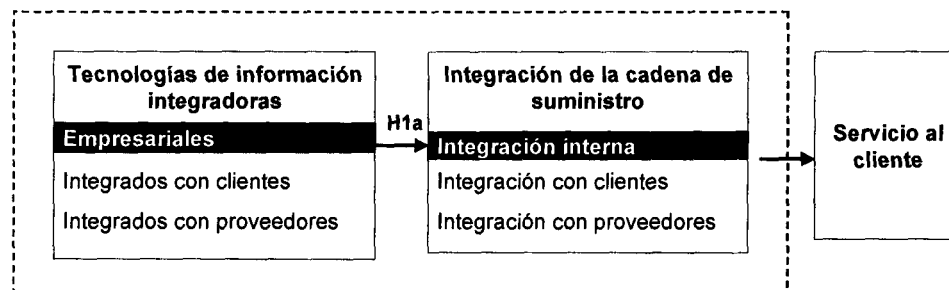 Tecnologías de información
integradoras
Empresariales
Integrados con clientes
Integrados con proveedores
H1a
Integración de la cadena de
suministro
Integración interna
Integración con clientes
Integración con proveedores
Servicio al
cliente